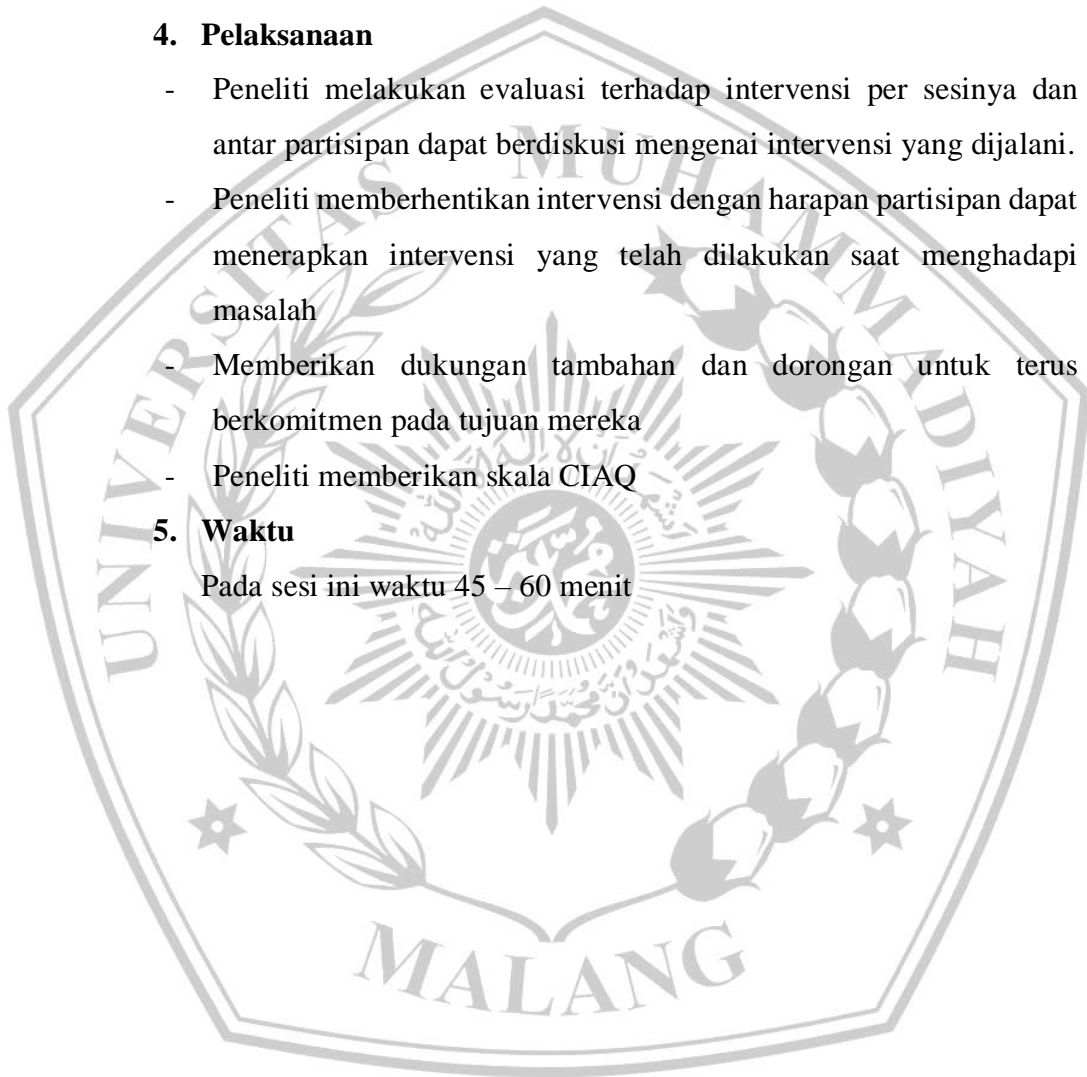 4. Pelaksanaan
- Peneliti melakukan evaluasi terhadap intervensi per sesinya dan
antar partisipan dapat berdiskusi mengenai intervensi yang dijalani.
- Peneliti memberhentikan intervensi dengan harapan partisipan dapat
menerapkan intervensi yang telah dilakukan saat menghadapi
masalah
- Memberikan dukungan tambahan dan dorongan untuk terus
berkomitmen pada tujuan mereka
- Peneliti memberikan skala CIAQ
5. Waktu
Pada sesi ini waktu 45 – 60 menit
UNIVERSITAS MUHAMMADIYAH
MALANG